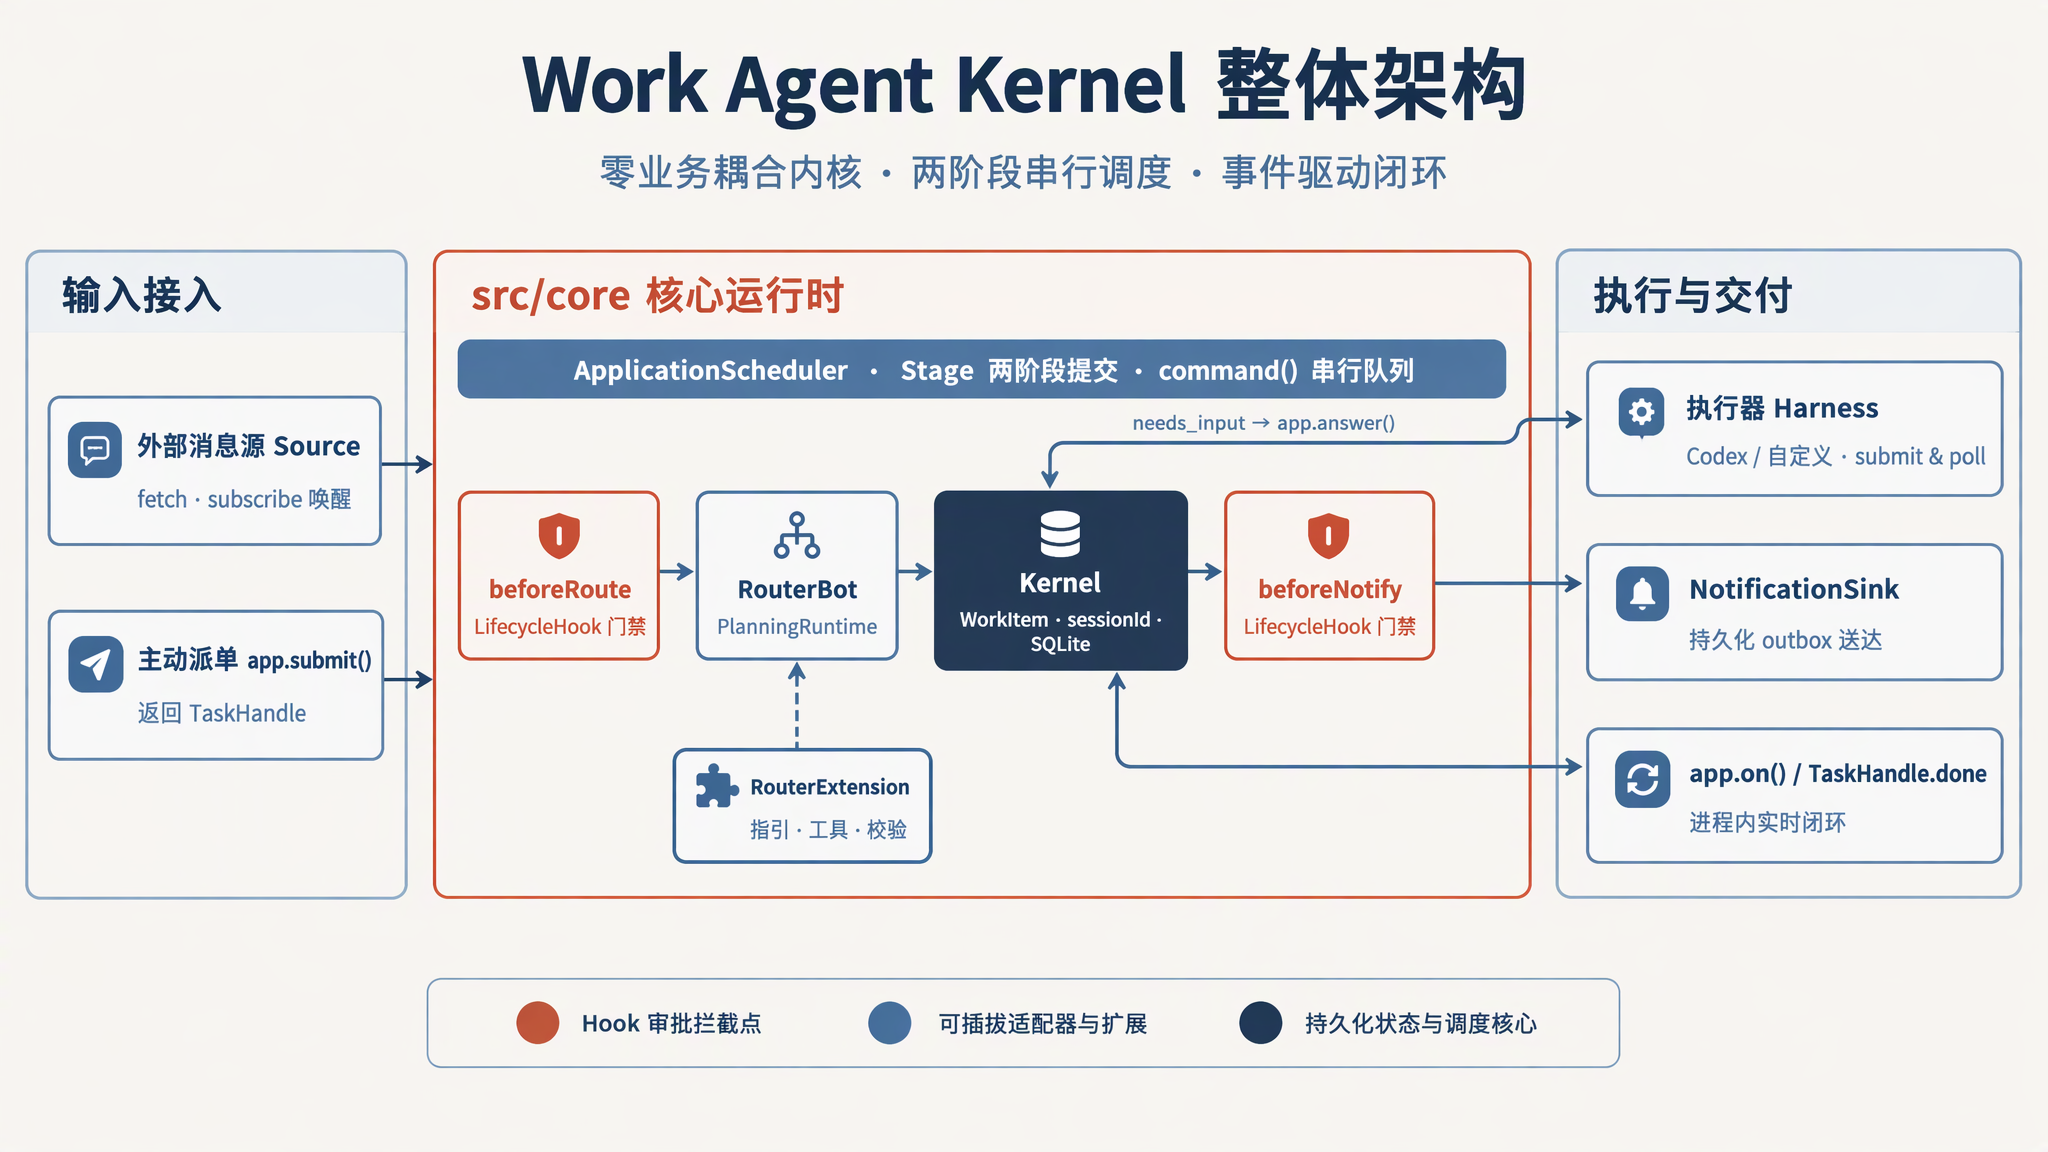 Work Agent Kernel 整体架构
零业务耦合内核 · 两阶段串行调度 · 事件驱动闭环
输入接入
外部消息源 Source
fetch · subscribe 唤醒
主动派单 app.submit()
返回 TaskHandle
src/core 核心运行时
ApplicationScheduler · Stage 两阶段提交 · command() 串行队列
needs_input → app.answer()
beforeRoute
LifecycleHook 门禁
RouterBot
PlanningRuntime
Kernel
WorkItem · sessionId ·
SQLite
beforeNotify
LifecycleHook 门禁
RouterExtension
指引 · 工具 · 校验
执行与交付
执行器 Harness
Codex / 自定义 · submit & poll
NotificationSink
持久化 outbox 送达
app.on() / TaskHandle.done
进程内实时闭环
Hook 审批拦截点
可插拔适配器与扩展
持久化状态与调度核心